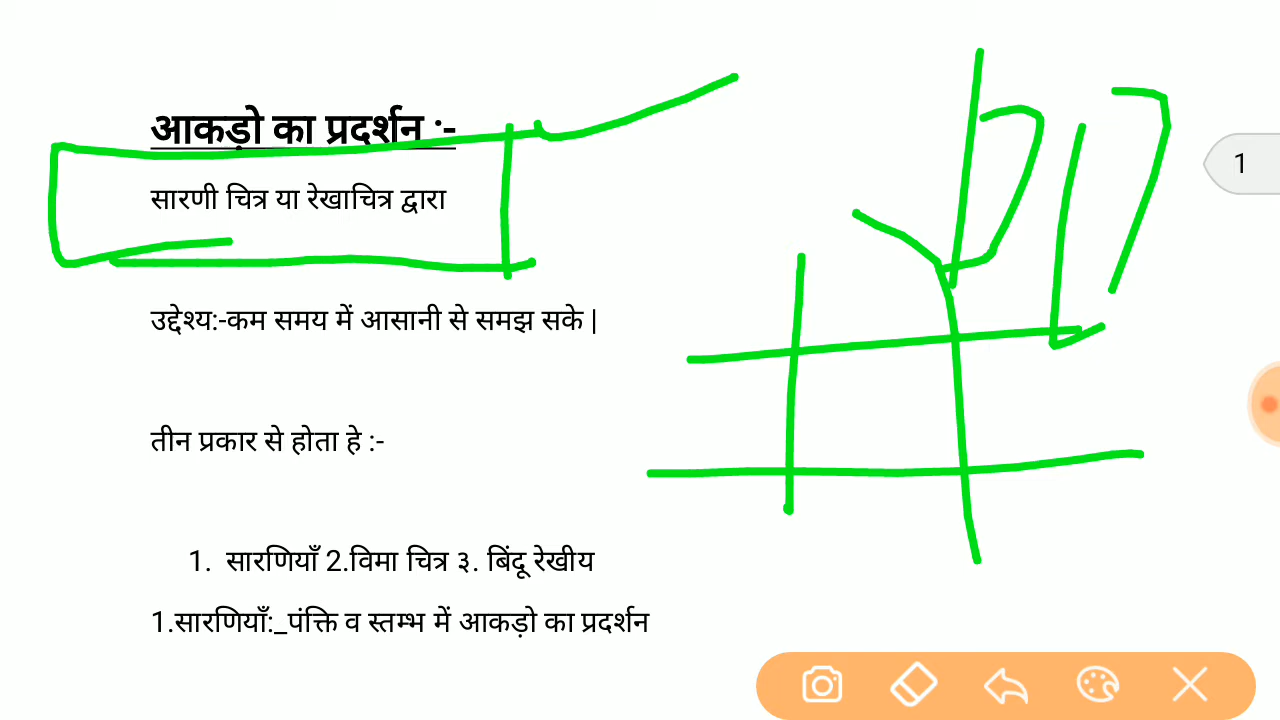 आकड़ो का प्रदर्शन :-
सारणी चित्र या रेखाचित्र द्वारा
1
उद्देश्य:-कम समय में आसानी से समझ सके |
तीन प्रकार से होता हे :-
1. सारणियाँ 2.विमा चित्र ३. बिंदू रेखीय
1.सारणियाँ:_पंक्ति व स्तम्भ में आकड़ो का प्रदर्शन